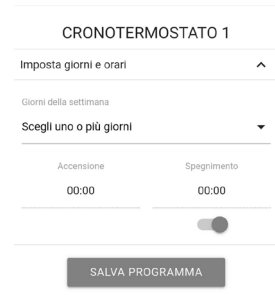 CRONOTERMOSTATO 1
Imposta giorni e orari
Giorni della settimana
Scegli uno o più giorni
Accensione Spegnimento
00:00 00:00
SALVA PROGRAMMA